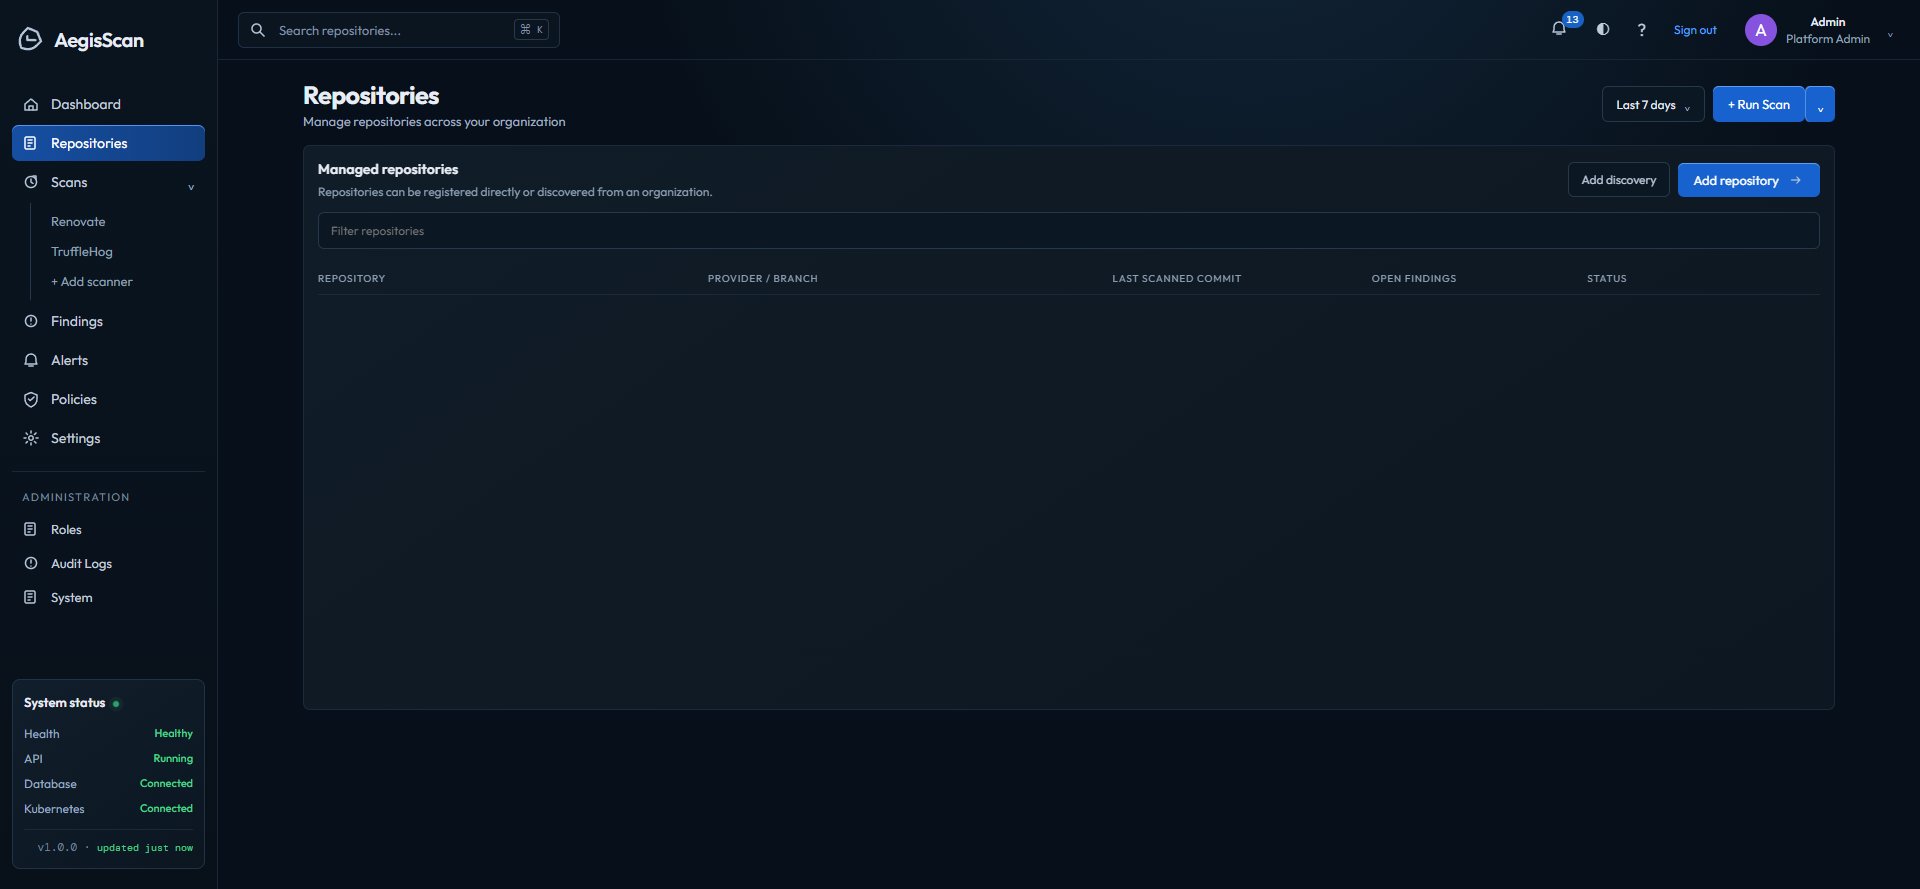 AegisScan
Search repositories...
⌘ K
13
?
Sign out
A
Admin
Platform Admin
Dashboard
Repositories
Scans
Renovate
TruffleHog
+ Add scanner
Findings
Alerts
Policies
Settings
ADMINISTRATION
Roles
Audit Logs
System
System status
Health Healthy
API Running
Database Connected
Kubernetes Connected
v1.0.0 · updated just now
Repositories
Manage repositories across your organization
Last 7 days
+ Run Scan
Managed repositories
Repositories can be registered directly or discovered from an organization.
Add discovery
Add repository →
Filter repositories
REPOSITORY PROVIDER / BRANCH LAST SCANNED COMMIT OPEN FINDINGS STATUS